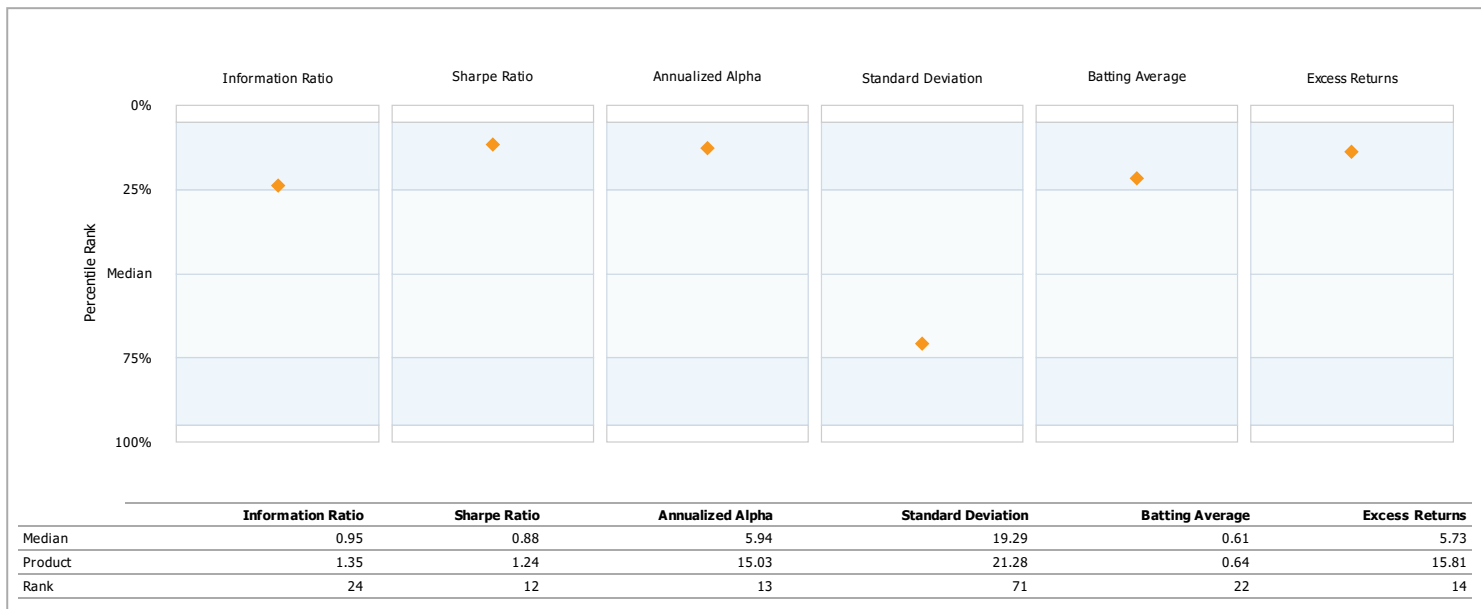 Information Ratio Sharpe Ratio Annualized Alpha Standard Deviation Batting Average Excess Returns
0%
25%
Median
75%
100%
Percentile Rank
Information Ratio Sharpe Ratio Annualized Alpha Standard Deviation Batting Average Excess Returns
Median 0.95 0.88 5.94 19.29 0.61 5.73
Product 1.35 1.24 15.03 21.28 0.64 15.81
Rank 24 12 13 71 22 14